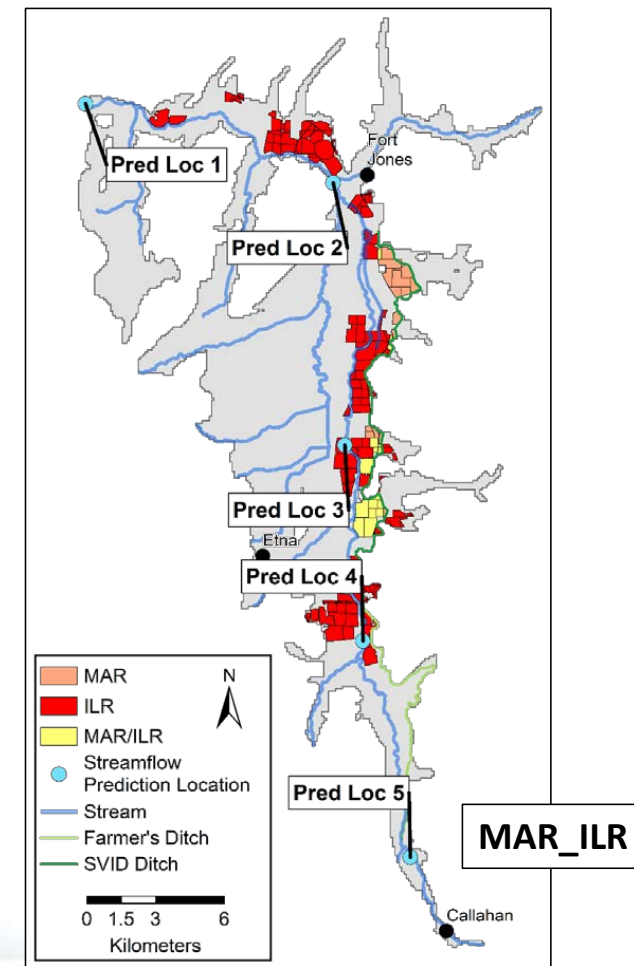 Fort
Jones
Pred Loc 1
Pred Loc 2
Pred Loc 3
Etna
Pred Loc 4
MAR
ILR
MAR/ILR
Streamflow
Prediction Location
Stream
Farmer's Ditch
SVID Ditch
N
0 1.5 3 6
Kilometers
Pred Loc 5
MAR_ILR
Callahan